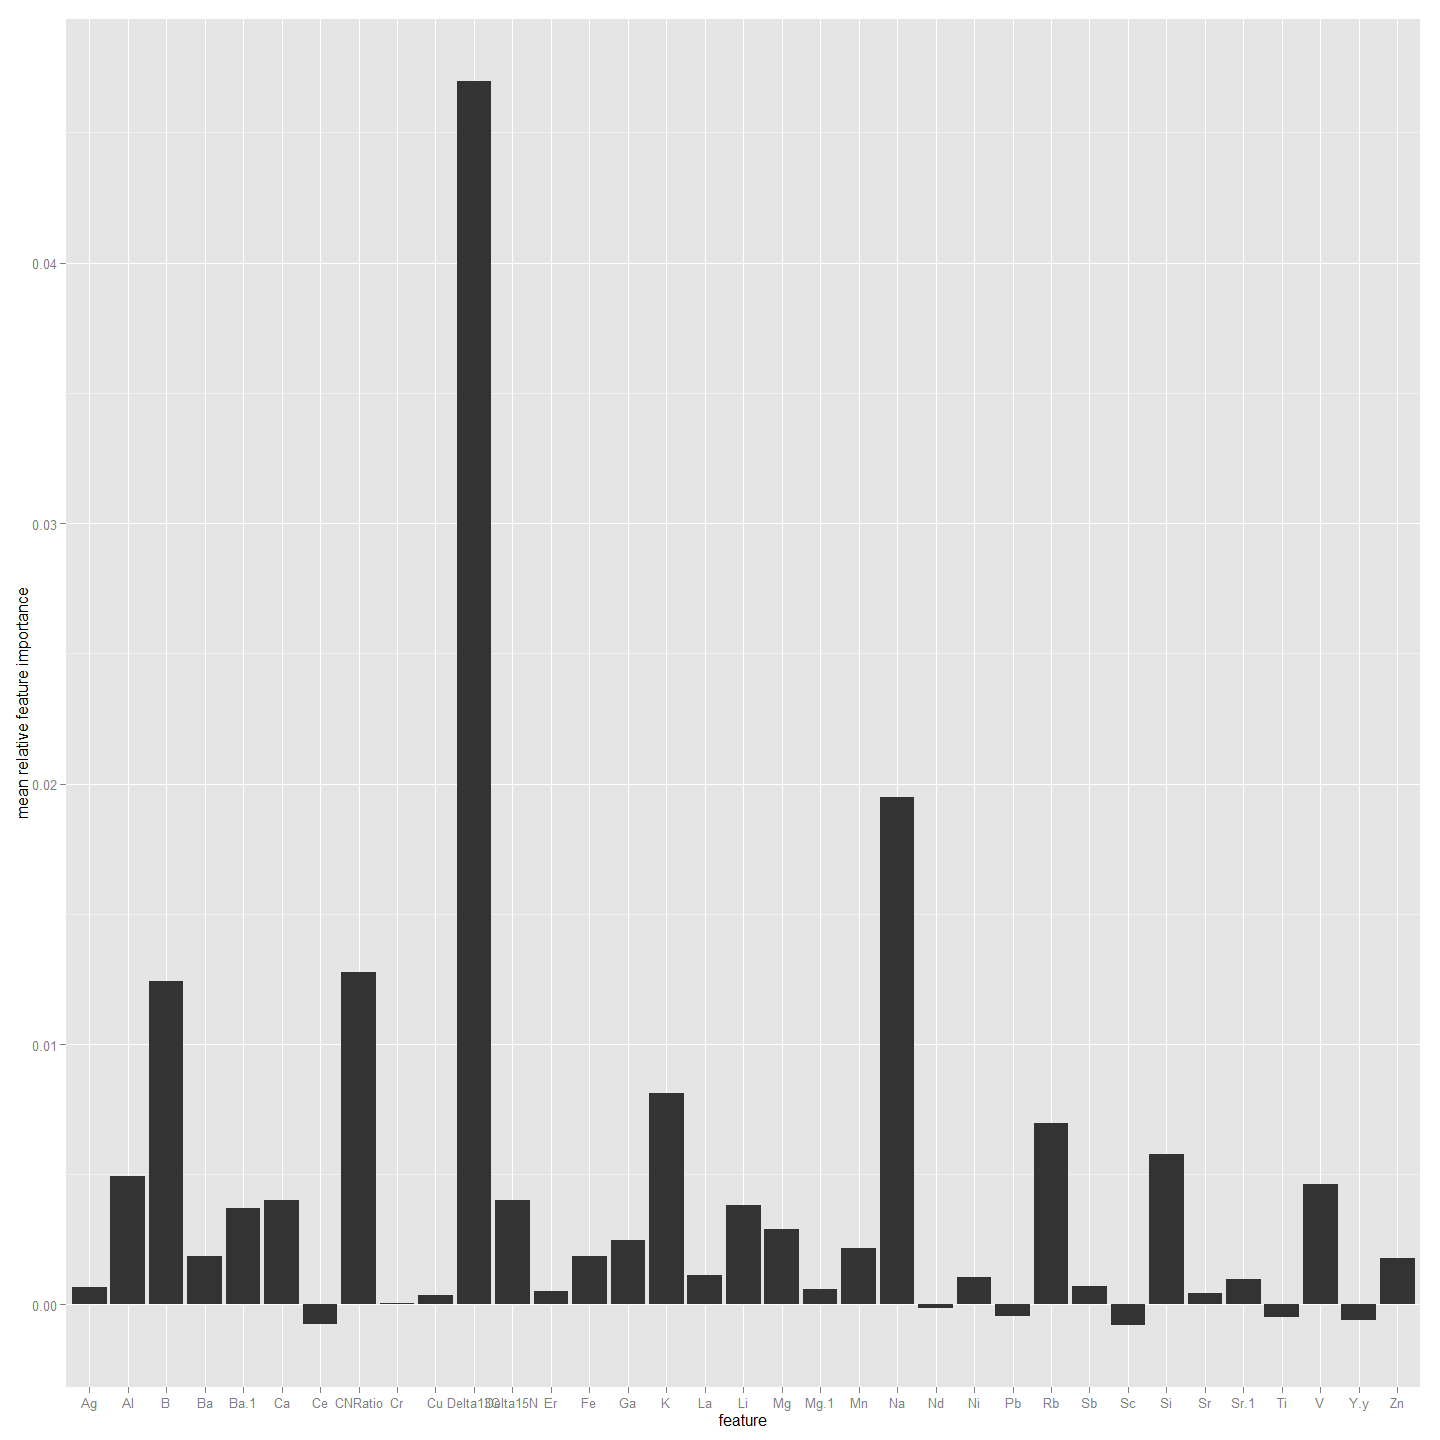 mean relative feature importance
0.04
0.03
0.02
0.01
0.00
Ag Al B Ba Ba.1 Ca Ce CNRatio Cr Cu Delta13C Delta15N Er Fe Ga K La Li Mg Mg.1 Mn Na Nd Ni Pb Rb Sb Sc Si Sr Sr.1 Ti V Y.y Zn
feature